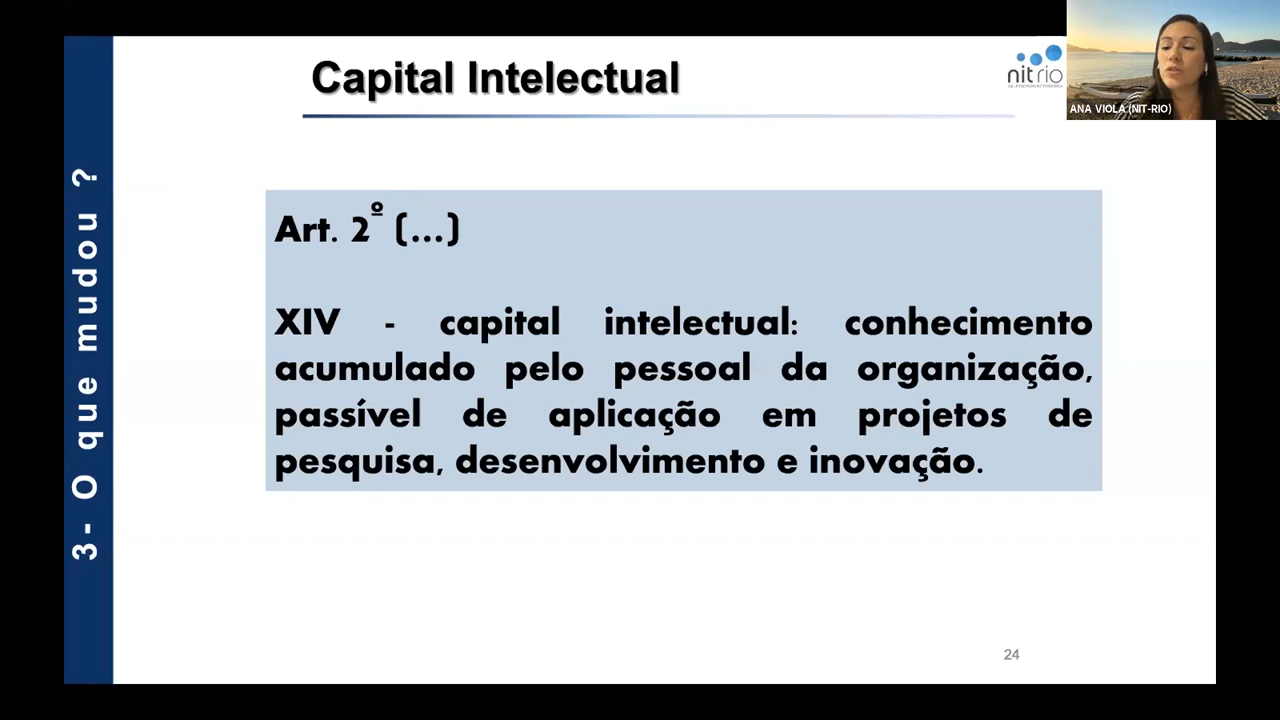 Capital Intelectual
nit rio
ANA VIOLA (NIT-RIO)
3- O que mudou ?
Art. 2º (...)
XIV - capital intelectual: conhecimento
acumulado pelo pessoal da organização,
passível de aplicação em projetos de
pesquisa, desenvolvimento e inovação.
24